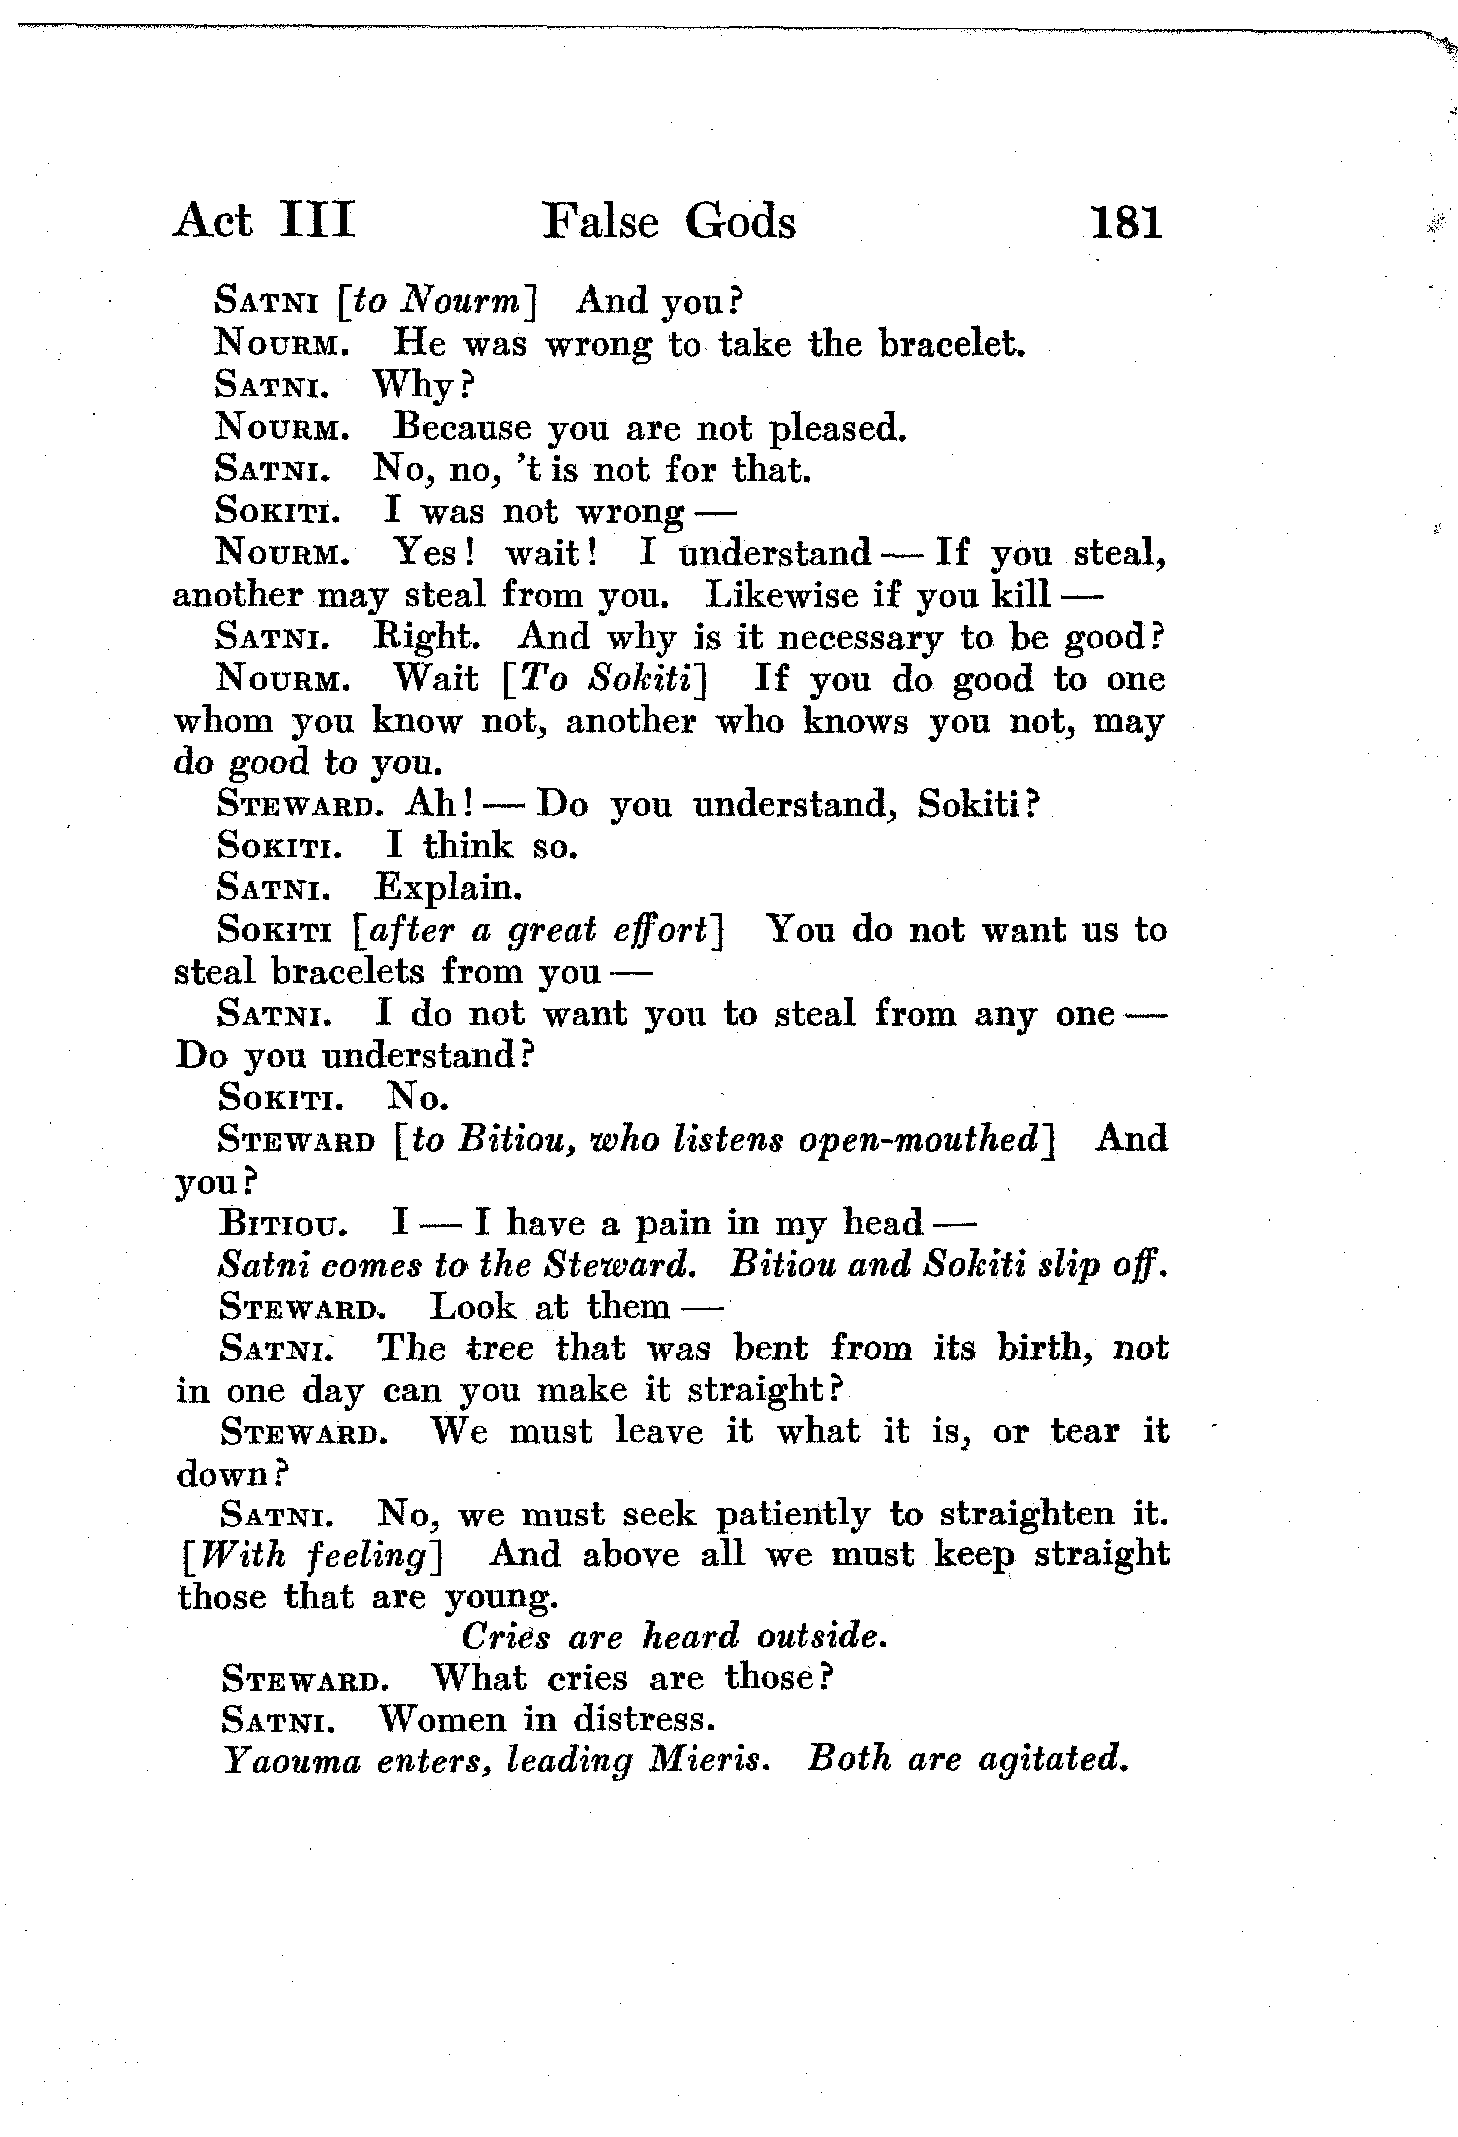 Act III False Gods 181
SATNI [to Nourm] And you?
NOURM. He was wrong to take the bracelet.
SATNI. Why?
NOURM. Because you are not pleased.
SATNI. No, no, 't is not for that.
SOKITI. I was not wrong —
NOURM. Yes! wait! I understand — If you steal,
another may steal from you. Likewise if you kill —
SATNI. Right. And why is it necessary to be good?
NOURM. Wait [To Sokiti] If you do good to one
whom you know not, another who knows you not, may
do good to you.
STEWARD. Ah! — Do you understand, Sokiti?
SOKITI. I think so.
SATNI. Explain.
SOKITI [after a great effort] You do not want us to
steal bracelets from you —
SATNI. I do not want you to steal from any one —
Do you understand?
SOKITI. No.
STEWARD [to Bitiou, who listens open-mouthed] And
you?
BITIOU. I — I have a pain in my head —
Satni comes to the Steward. Bitiou and Sokiti slip off.
STEWARD. Look at them —
SATNI. The tree that was bent from its birth, not
in one day can you make it straight?
STEWARD. We must leave it what it is, or tear it
down?
SATNI. No, we must seek patiently to straighten it.
[With feeling] And above all we must keep straight
those that are young.
Cries are heard outside.
STEWARD. What cries are those?
SATNI. Women in distress.
Yaouma enters, leading Mieris. Both are agitated.